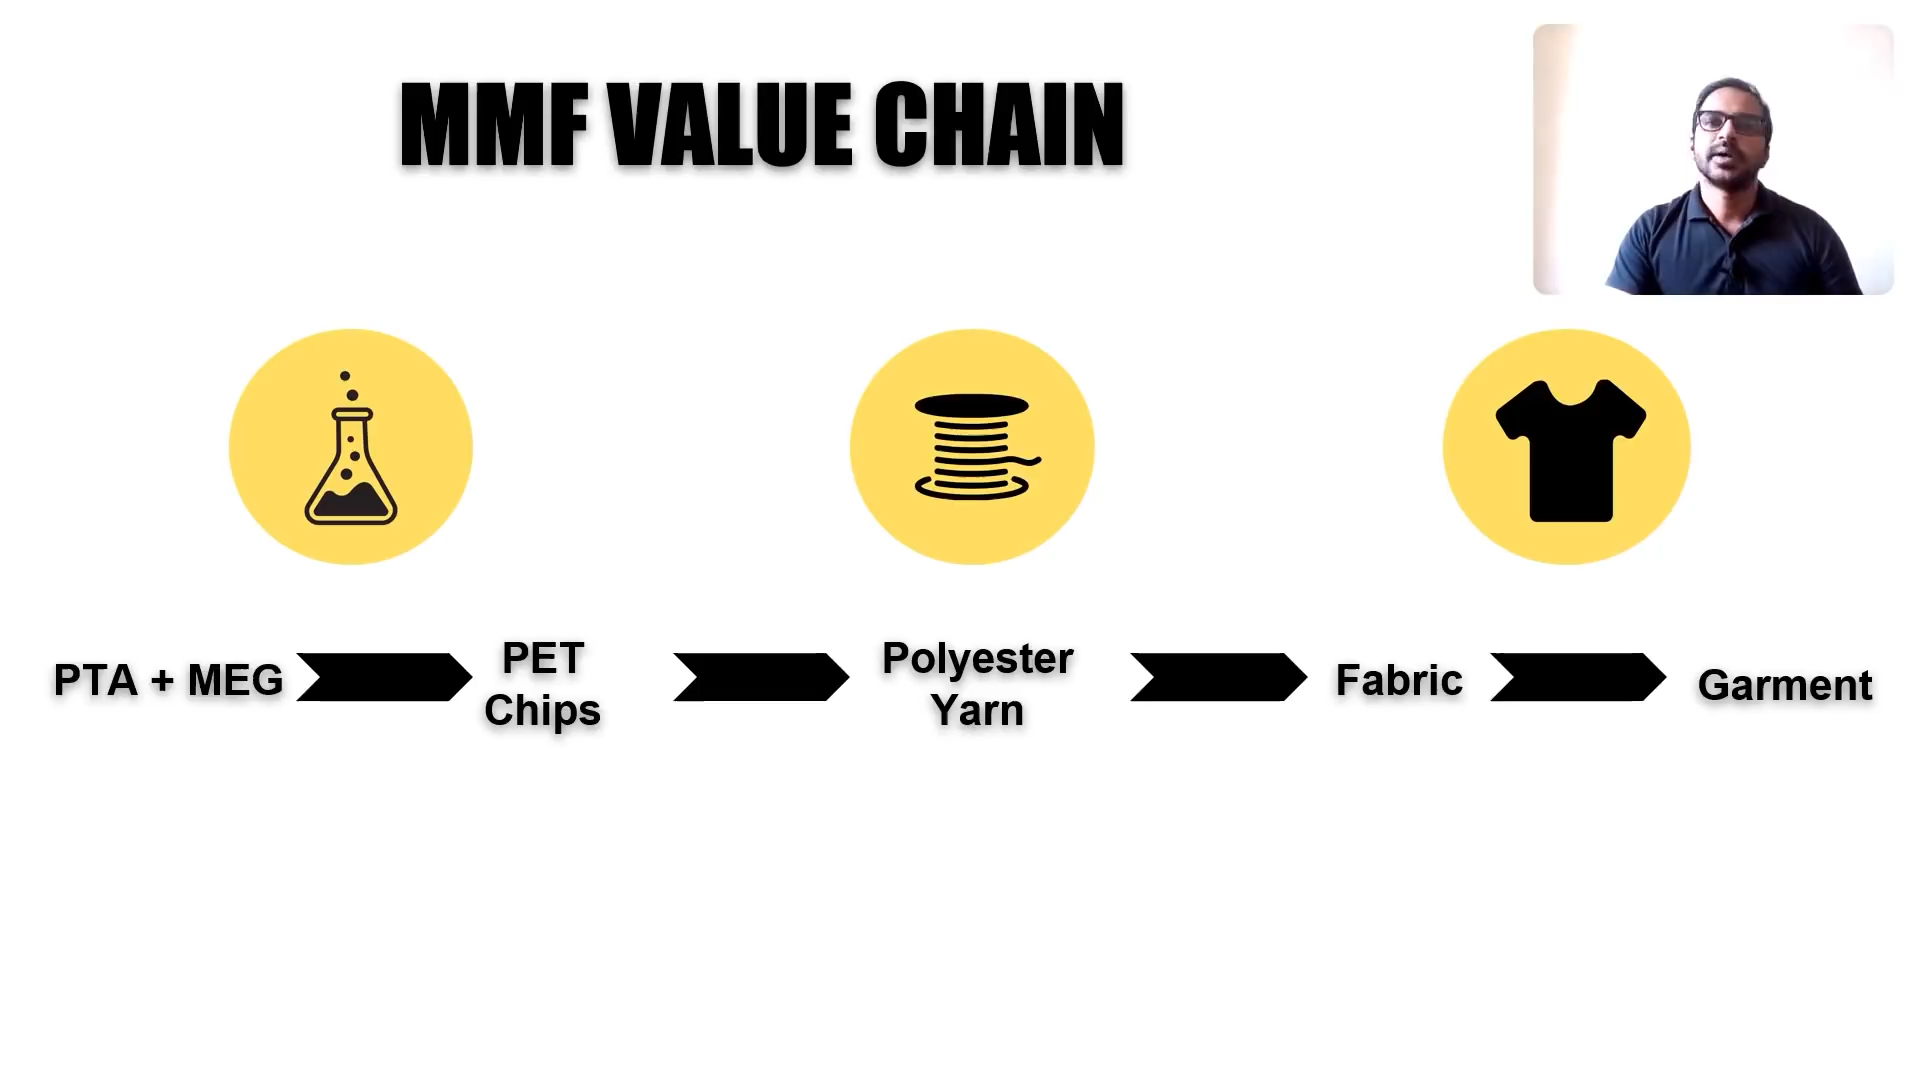 MMF VALUE CHAIN
PTA + MEG
PET
Chips
Polyester
Yarn
Fabric
Garment